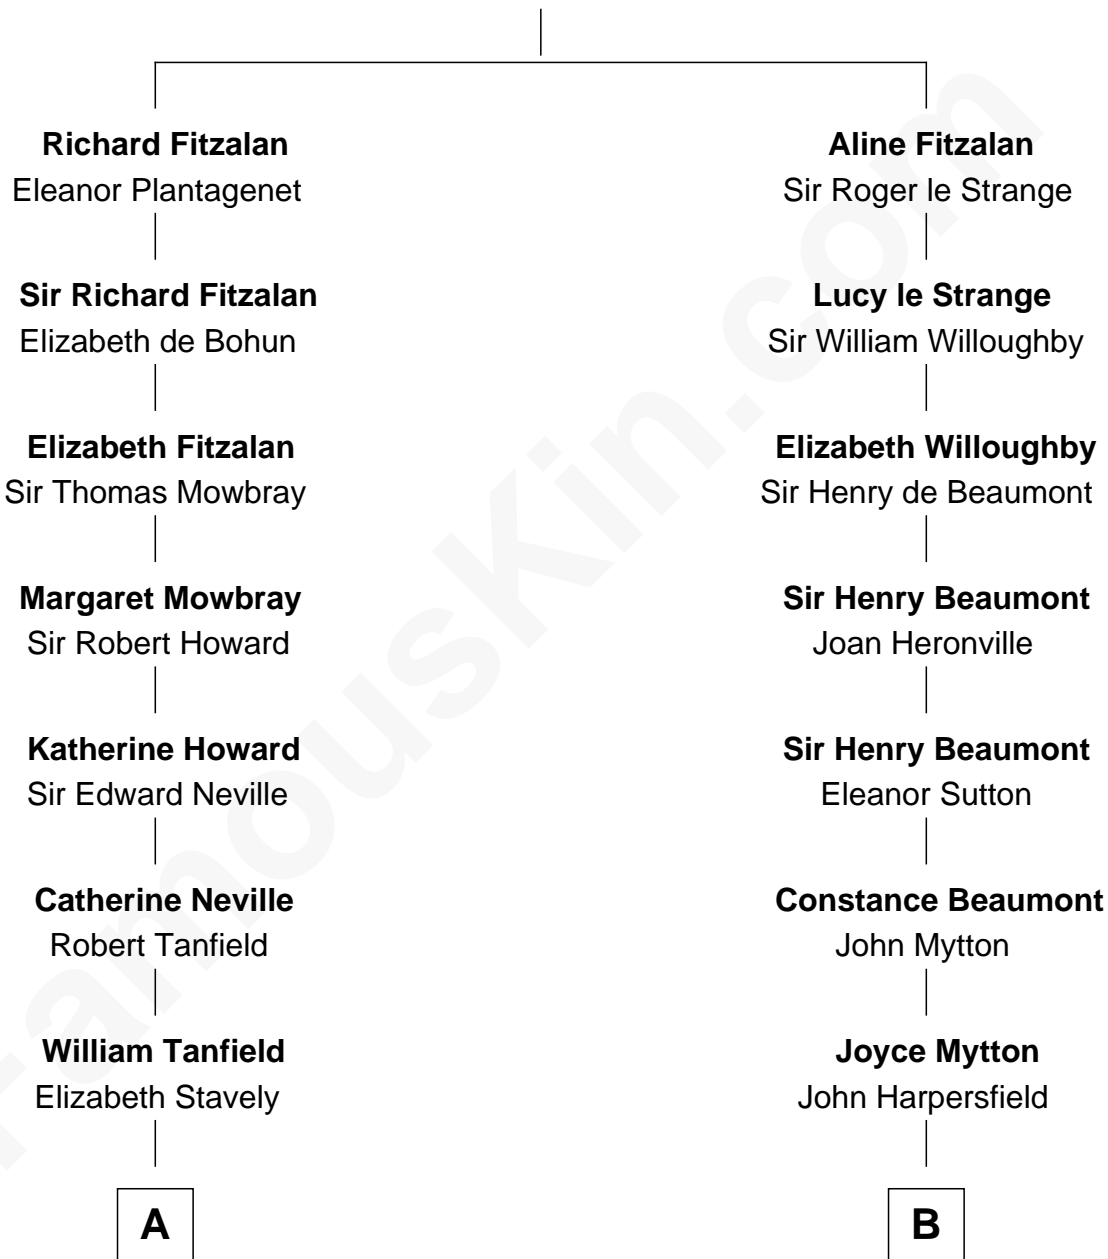 Richard Fitzalan
Eleanor Plantagenet
Sir Richard Fitzalan
Elizabeth de Bohun
Elizabeth Fitzalan
Sir Thomas Mowbray
Margaret Mowbray
Sir Robert Howard
Katherine Howard
Sir Edward Neville
Catherine Neville
Robert Tanfield
William Tanfield
Elizabeth Stavely
A
Aline Fitzalan
Sir Roger le Strange
Lucy le Strange
Sir William Willoughby
Elizabeth Willoughby
Sir Henry de Beaumont
Sir Henry Beaumont
Joan Heronville
Sir Henry Beaumont
Eleanor Sutton
Constance Beaumont
John Mytton
Joyce Mytton
John Harpersfield
B
FamousKin.com